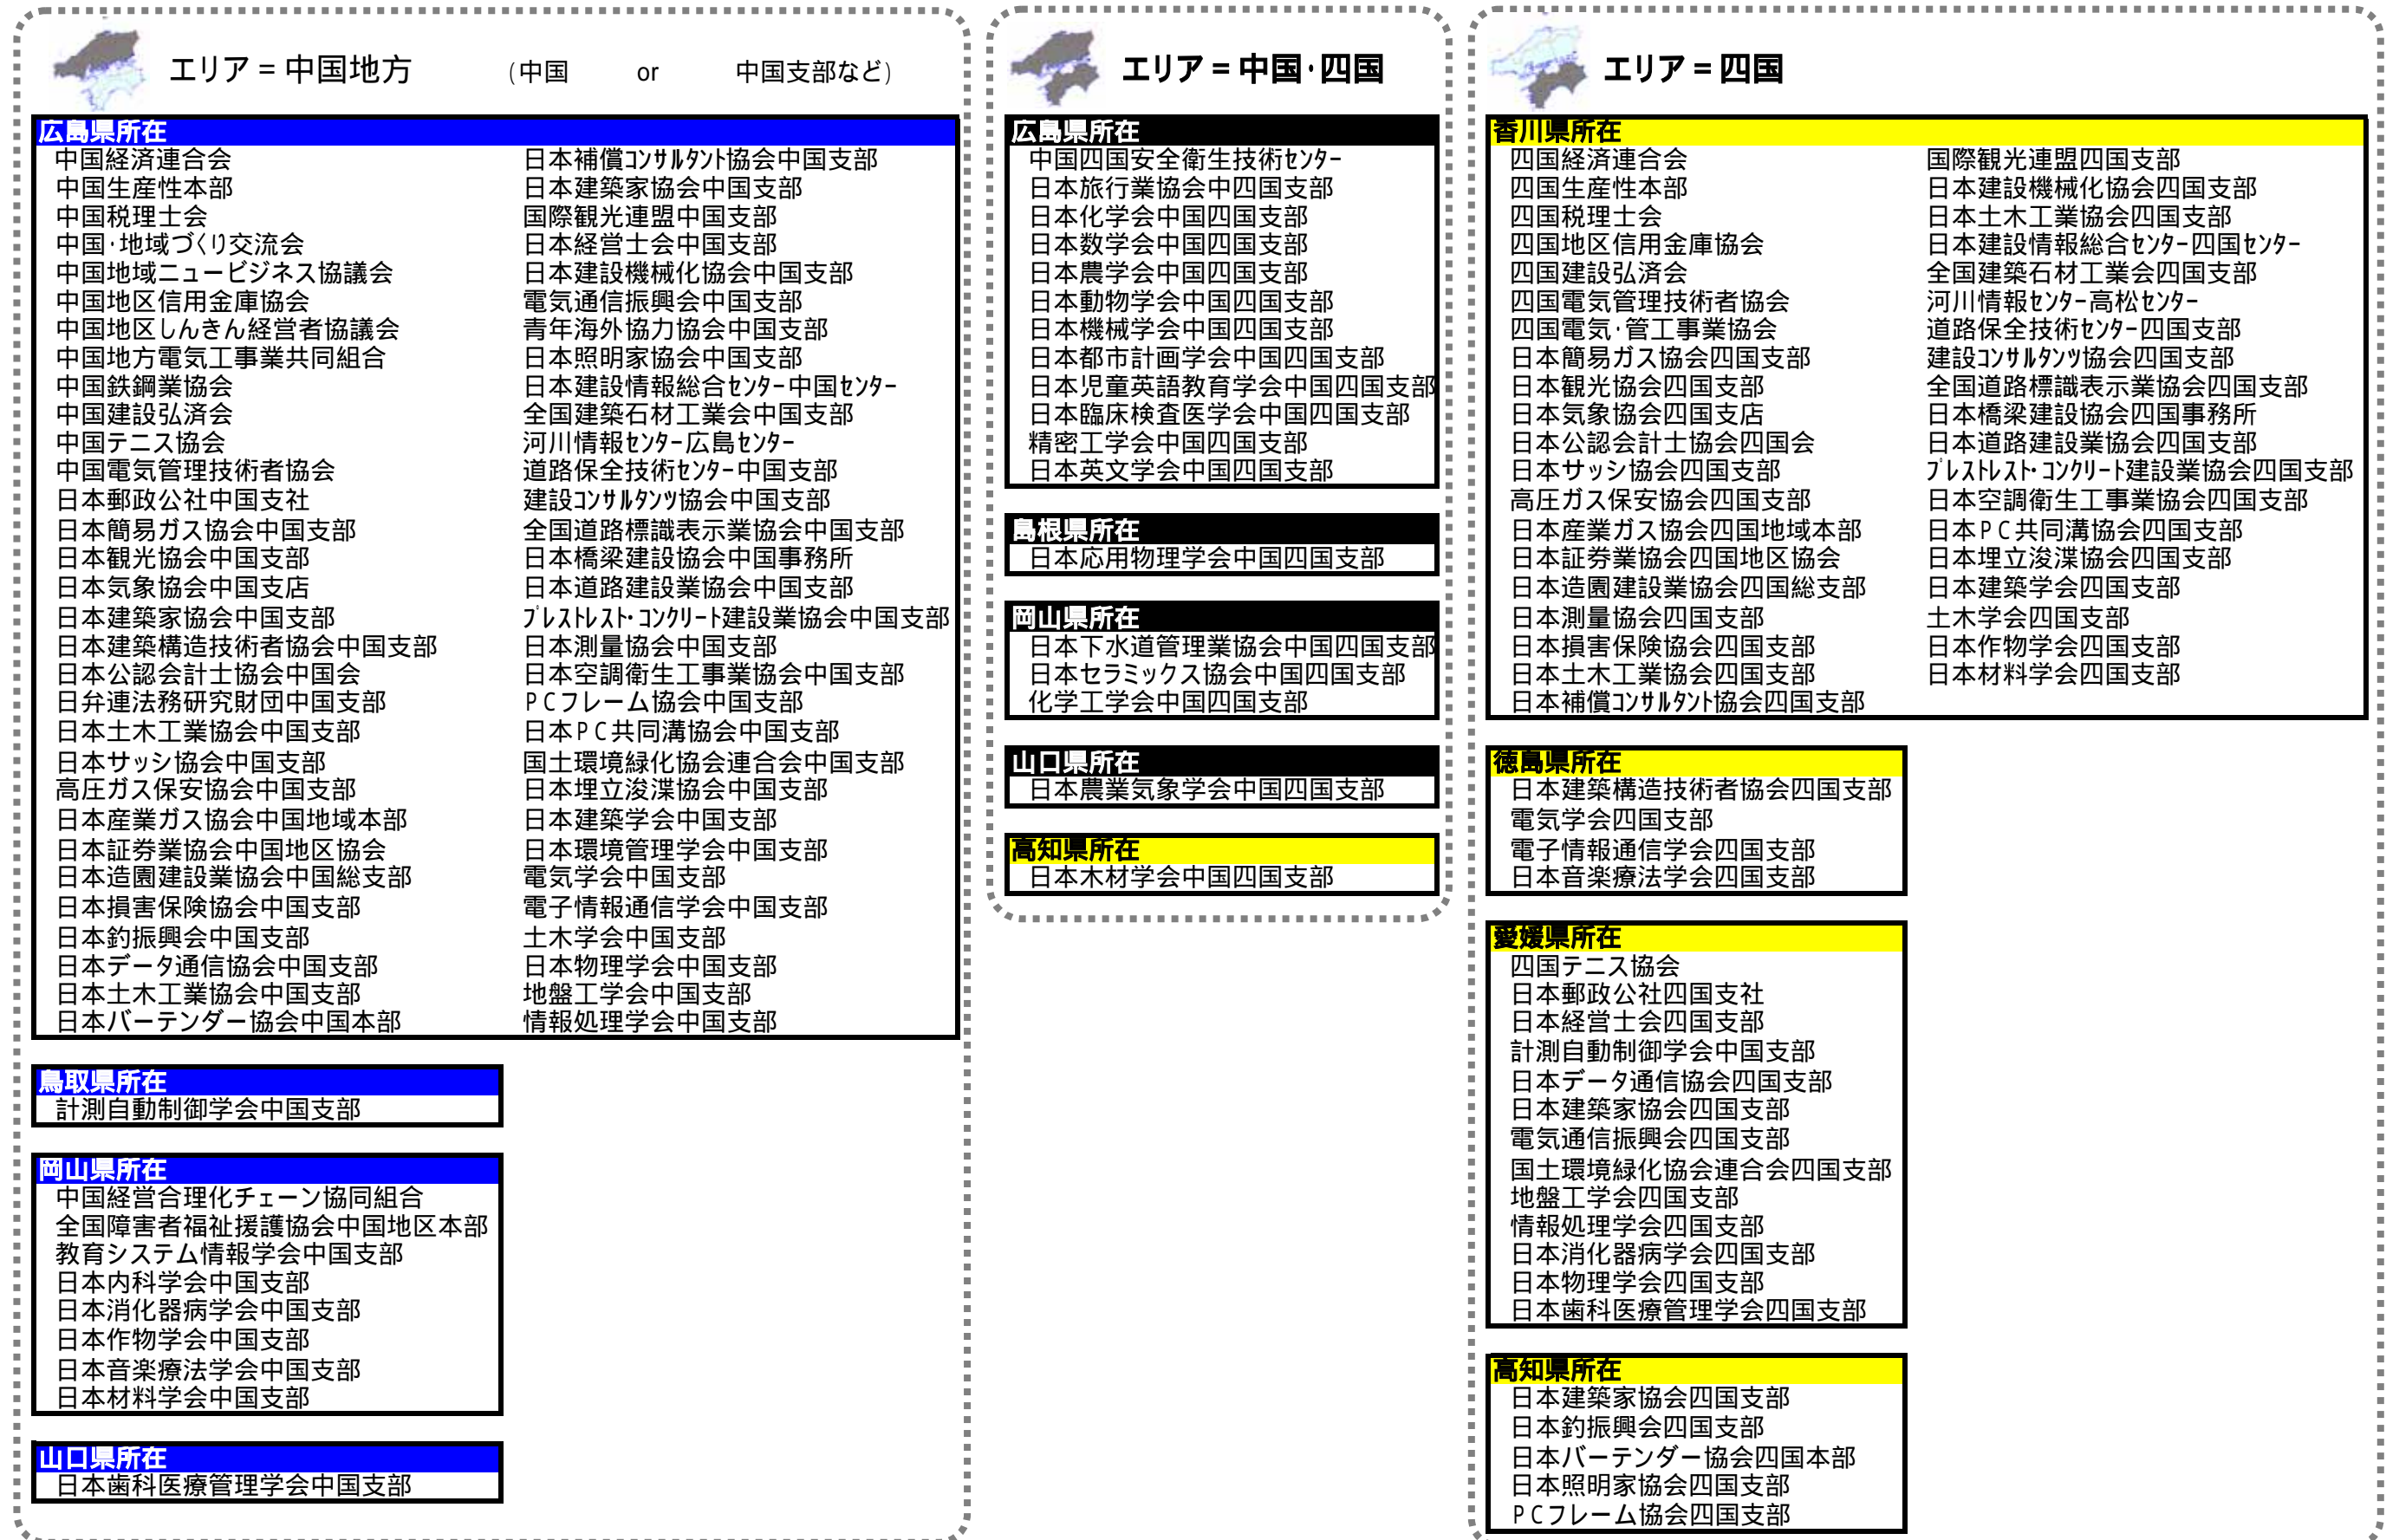 エリア = 中国地方 (中国 or 中国支部など)
広島県所在
中国経済連合会
中国生産性本部
中国税理士会
中国・地域づくり交流会
中国地域ニュービジネス協議会
中国地区信用金庫協会
中国地区しんきん経営者協議会
中国地方電気工事業共同組合
中国鉄鋼業協会
中国建設弘済会
中国テニス協会
中国電気管理技術者協会
日本郵政公社中国支社
日本簡易ガス協会中国支部
日本観光協会中国支部
日本気象協会中国支店
日本建築家協会中国支部
日本建築構造技術者協会中国支部
日本公認会計士協会中国会
日弁連法務研究財団中国支部
日本土木工業協会中国支部
日本サッシ協会中国支部
高圧ガス保安協会中国支部
日本産業ガス協会中国地域本部
日本証券業協会中国地区協会
日本造園建設業協会中国総支部
日本損害保険協会中国支部
日本釣振興会中国支部
日本データ通信協会中国支部
日本土木工業協会中国支部
日本バーテンダー協会中国本部
日本補償ｺﾝｻﾙﾀﾝﾄ協会中国支部
日本建築家協会中国支部
国際観光連盟中国支部
日本経営士会中国支部
日本建設機械化協会中国支部
電気通信振興会中国支部
青年海外協力協会中国支部
日本照明家協会中国支部
日本建設情報総合ｾﾝﾀｰ中国ｾﾝﾀｰ
全国建築石材工業会中国支部
河川情報ｾﾝﾀｰ広島ｾﾝﾀｰ
道路保全技術ｾﾝﾀｰ中国支部
建設ｺﾝｻﾙﾀﾝﾂ協会中国支部
全国道路標識表示業協会中国支部
日本橋梁建設協会中国事務所
日本道路建設業協会中国支部
ﾌﾟﾚｽﾄﾚｽﾄ･ｺﾝｸﾘｰﾄ建設業協会中国支部
日本測量協会中国支部
日本空調衛生工事業協会中国支部
PCフレーム協会中国支部
日本PC共同溝協会中国支部
国土環境緑化協会連合会中国支部
日本埋立浚渫協会中国支部
日本建築学会中国支部
日本環境管理学会中国支部
電気学会中国支部
電子情報通信学会中国支部
土木学会中国支部
日本物理学会中国支部
地盤工学会中国支部
情報処理学会中国支部
鳥取県所在
計測自動制御学会中国支部
岡山県所在
中国経営合理化チェーン協同組合
全国障害者福祉援護協会中国地区本部
教育システム情報学会中国支部
日本内科学会中国支部
日本消化器病学会中国支部
日本作物学会中国支部
日本音楽療法学会中国支部
日本材料学会中国支部
山口県所在
日本歯科医療管理学会中国支部
エリア = 中国・四国
広島県所在
中国四国安全衛生技術ｾﾝﾀｰ
日本旅行業協会中四国支部
日本化学会中国四国支部
日本数学会中国四国支部
日本農学会中国四国支部
日本動物学会中国四国支部
日本機械学会中国四国支部
日本都市計画学会中国四国支部
日本児童英語教育学会中国四国支部
日本臨床検査医学会中国四国支部
精密工学会中国四国支部
日本英文学会中国四国支部
島根県所在
日本応用物理学会中国四国支部
岡山県所在
日本下水道管理業協会中国四国支部
日本セラミックス協会中国四国支部
化学工学会中国四国支部
山口県所在
日本農業気象学会中国四国支部
高知県所在
日本木材学会中国四国支部
エリア = 四国
香川県所在
四国経済連合会
四国生産性本部
四国税理士会
四国地区信用金庫協会
四国建設弘済会
四国電気管理技術者協会
四国電気・管工事業協会
日本簡易ガス協会四国支部
日本観光協会四国支部
日本気象協会四国支店
日本公認会計士協会四国会
日本サッシ協会四国支部
高圧ガス保安協会四国支部
日本産業ガス協会四国地域本部
日本証券業協会四国地区協会
日本造園建設業協会四国総支部
日本測量協会四国支部
日本損害保険協会四国支部
日本土木工業協会四国支部
日本補償ｺﾝｻﾙﾀﾝﾄ協会四国支部
国際観光連盟四国支部
日本建設機械化協会四国支部
日本土木工業協会四国支部
日本建設情報総合ｾﾝﾀｰ四国ｾﾝﾀｰ
全国建築石材工業会四国支部
河川情報ｾﾝﾀｰ高松ｾﾝﾀｰ
道路保全技術ｾﾝﾀｰ四国支部
建設ｺﾝｻﾙﾀﾝﾂ協会四国支部
全国道路標識表示業協会四国支部
日本橋梁建設協会四国事務所
日本道路建設業協会四国支部
ﾌﾟﾚｽﾄﾚｽﾄ･ｺﾝｸﾘｰﾄ建設業協会四国支部
日本空調衛生工事業協会四国支部
日本PC共同溝協会四国支部
日本埋立浚渫協会四国支部
日本建築学会四国支部
土木学会四国支部
日本作物学会四国支部
日本材料学会四国支部
徳島県所在
日本建築構造技術者協会四国支部
電気学会四国支部
電子情報通信学会四国支部
日本音楽療法学会四国支部
愛媛県所在
四国テニス協会
日本郵政公社四国支社
日本経営士会四国支部
計測自動制御学会中国支部
日本データ通信協会四国支部
日本建築家協会四国支部
電気通信振興会四国支部
国土環境緑化協会連合会四国支部
地盤工学会四国支部
情報処理学会四国支部
日本消化器病学会四国支部
日本物理学会四国支部
日本歯科医療管理学会四国支部
高知県所在
日本建築家協会四国支部
日本釣振興会四国支部
日本バーテンダー協会四国本部
日本照明家協会四国支部
PCフレーム協会四国支部